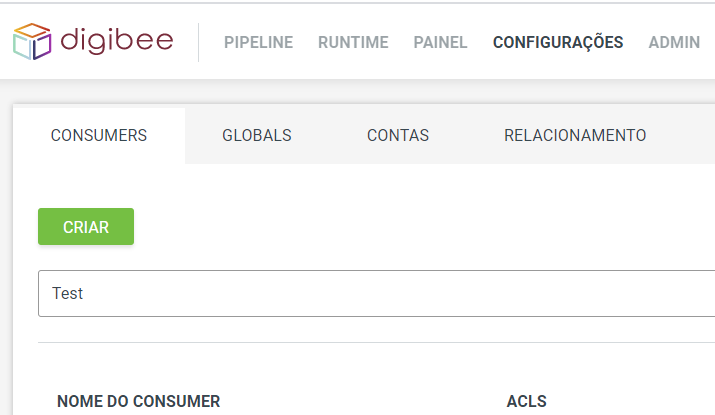 digibee PIPELINE RUNTIME PAINEL CONFIGURAÇÕES ADMIN
CONSUMERS GLOBALS CONTAS RELACIONAMENTO
CRIAR
Test
NOME DO CONSUMER ACLS